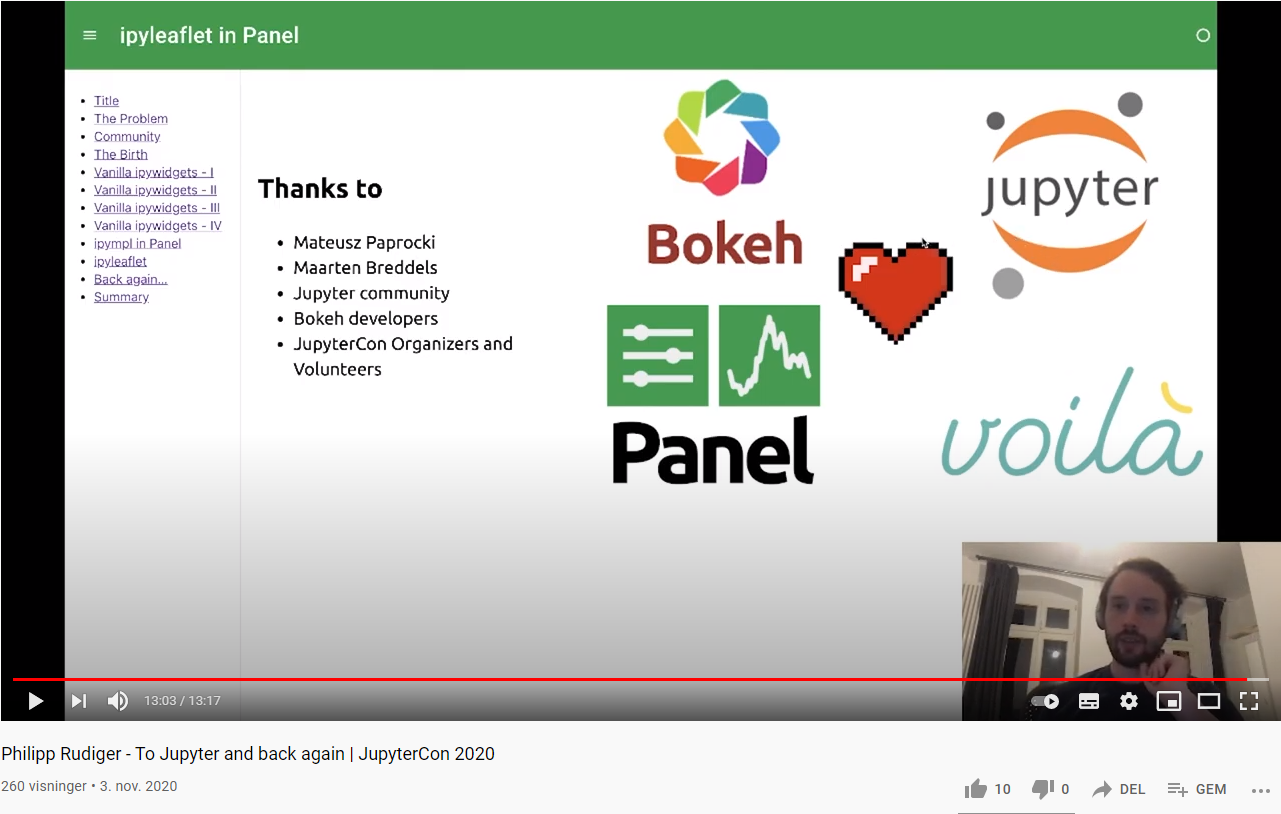 ipyleaflet in Panel
Title
The Problem
Community
The Birth
Vanilla ipywidgets - I
Vanilla ipywidgets - II
Vanilla ipywidgets - III
Vanilla ipywidgets - IV
ipympl in Panel
ipyleaflet
Back again...
Summary
Thanks to
Mateusz Paprocki
Maarten Breddels
Jupyter community
Bokeh developers
JupyterCon Organizers and
Volunteers
Bokeh
jupyter
Panel
voilà
13:03 / 13:17
Philipp Rudiger - To Jupyter and back again | JupyterCon 2020
260 visninger • 3. nov. 2020
10
0
DEL
GEM